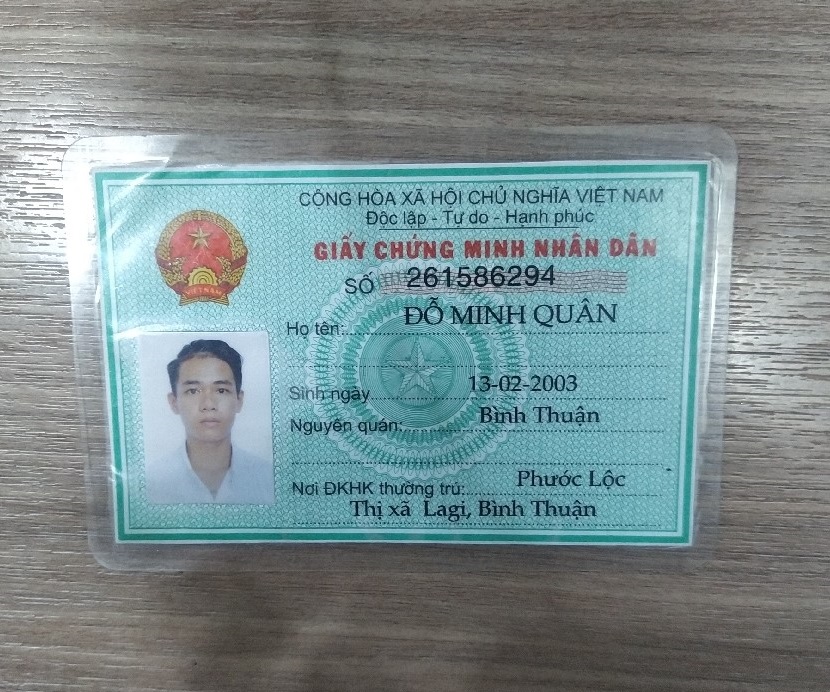 CỘNG HÒA XÃ HỘI CHỦ NGHĨA VIỆT NAM
Độc lập - Tự do - Hạnh phúc
GIẤY CHỨNG MINH NHÂN DÂN
SỐ 261586294
Họ tên: ĐỖ MINH QUÂN
Sinh ngày 13-02-2003
Nguyên quán: Bình Thuận
Nơi ĐKHK thường trú: Phước Lộc
Thị xã Lagi, Bình Thuận
VIỆT NAM